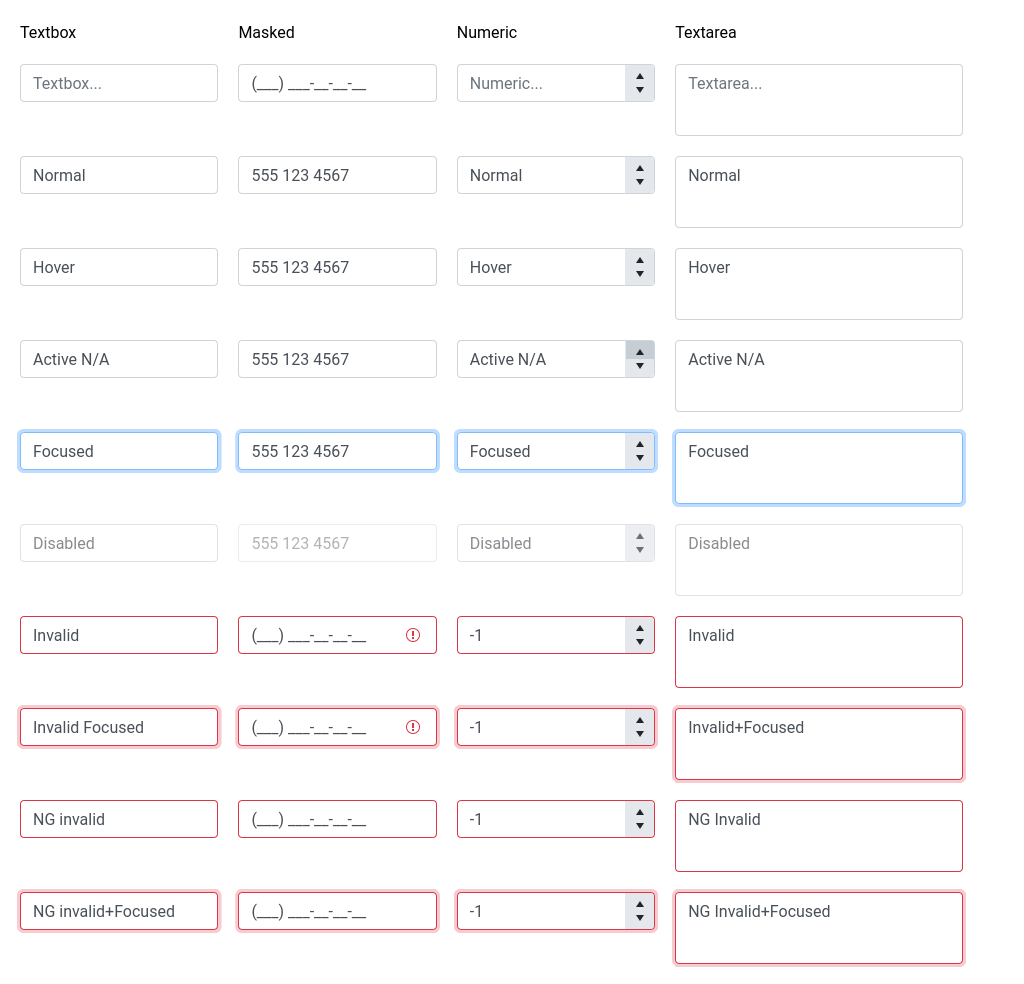 Textbox Masked Numeric Textarea
Textbox... (___) ___-__-__-__ Numeric... Textarea...
Normal 555 123 4567 Normal Normal
Hover 555 123 4567 Hover Hover
Active N/A 555 123 4567 Active N/A Active N/A
Focused 555 123 4567 Focused Focused
Disabled 555 123 4567 Disabled Disabled
Invalid (___) ___-__-__-__ -1 Invalid
Invalid Focused (___) ___-__-__-__ -1 Invalid+Focused
NG invalid (___) ___-__-__-__ -1 NG Invalid
NG invalid+Focused (___) ___-__-__-__ -1 NG Invalid+Focused